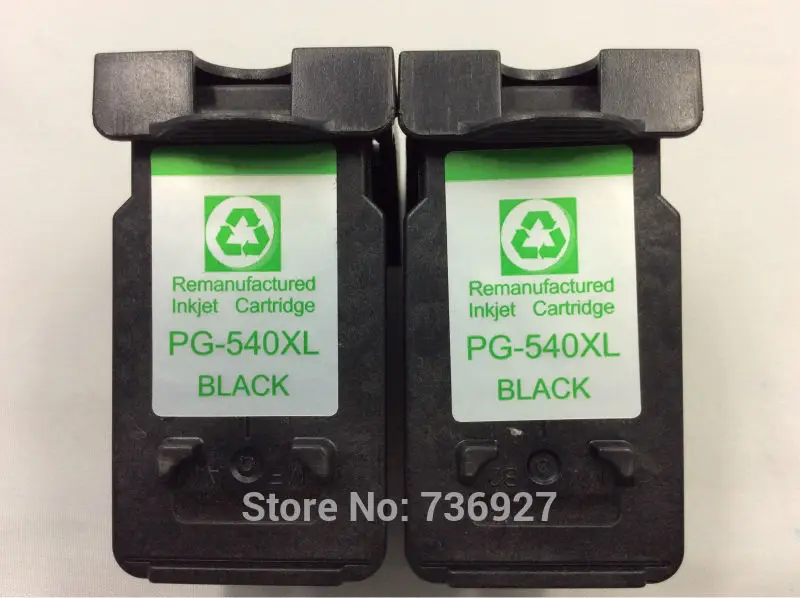 Remanufactured
Inkjet Cartridge
PG-540XL
BLACK
Remanufactured
Inkjet Cartridge
PG-540XL
BLACK
Store No: 736927